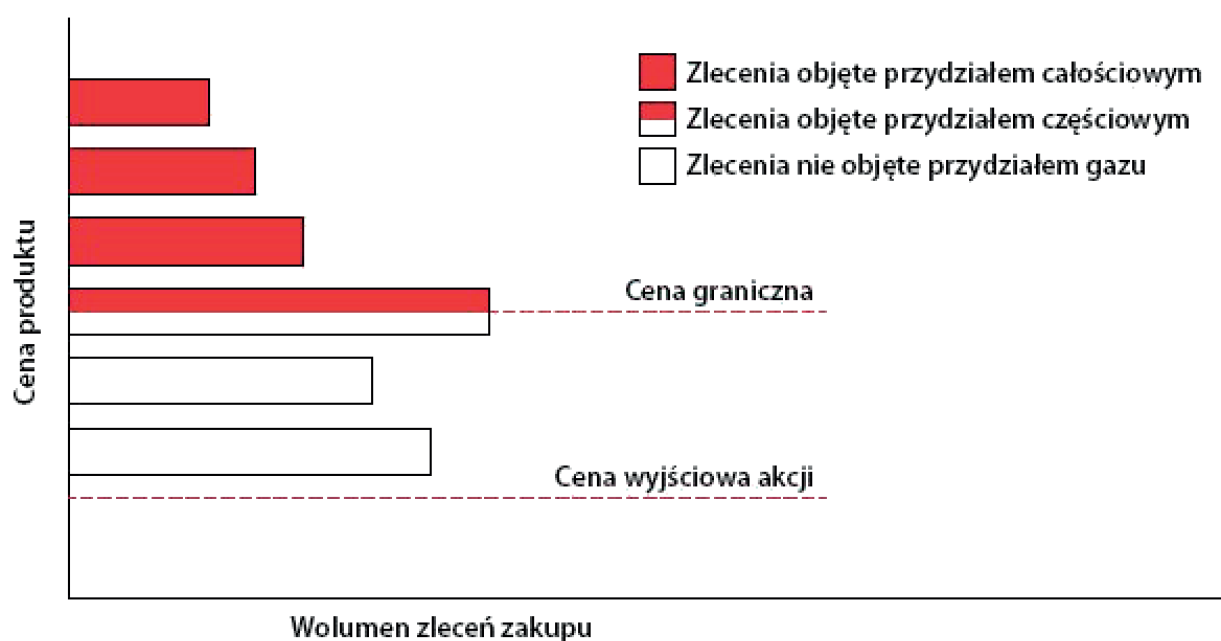 Zlecenia objęte przydziałem całościowym
Zlecenia objęte przydziałem częściowym
Zlecenia nie objęte przydziałem gazu
Cena produktu
Cena graniczna
Cena wyjściowa akcji
Wolumen zleceń zakupu